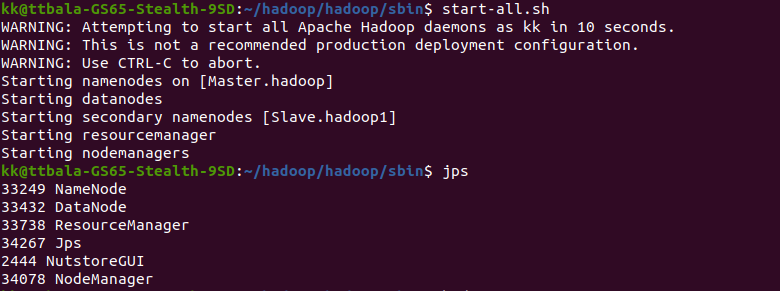 kk@ttbala-GS65-Stealth-9SD:~/hadoop/hadoop/sbin$ start-all.sh
WARNING: Attempting to start all Apache Hadoop daemons as kk in 10 seconds.
WARNING: This is not a recommended production deployment configuration.
WARNING: Use CTRL-C to abort.
Starting namenodes on [Master.hadoop]
Starting datanodes
Starting secondary namenodes [Slave.hadoop1]
Starting resourcemanager
Starting nodemanagers
kk@ttbala-GS65-Stealth-9SD:~/hadoop/hadoop/sbin$ jps
33249 NameNode
33432 DataNode
33738 ResourceManager
34267 Jps
2444 NutstoreGUI
34078 NodeManager